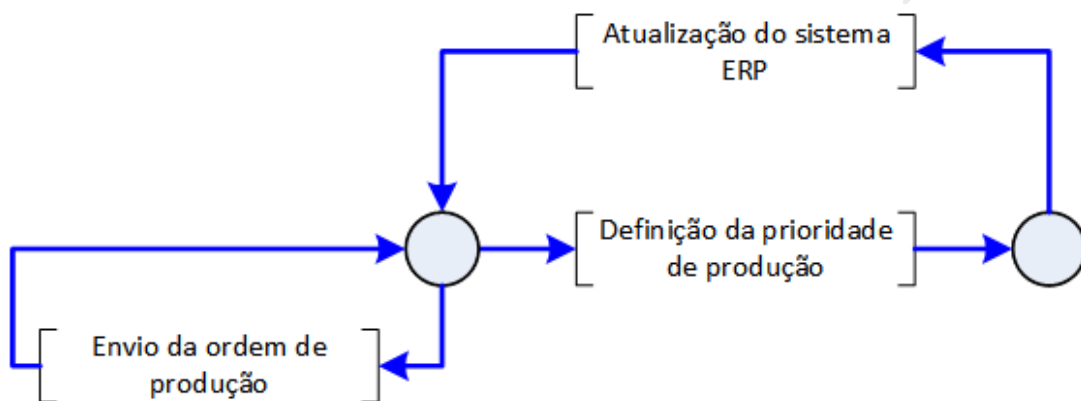 Atualização do sistema
ERP
Definição da prioridade
de produção
Envio da ordem de
produção